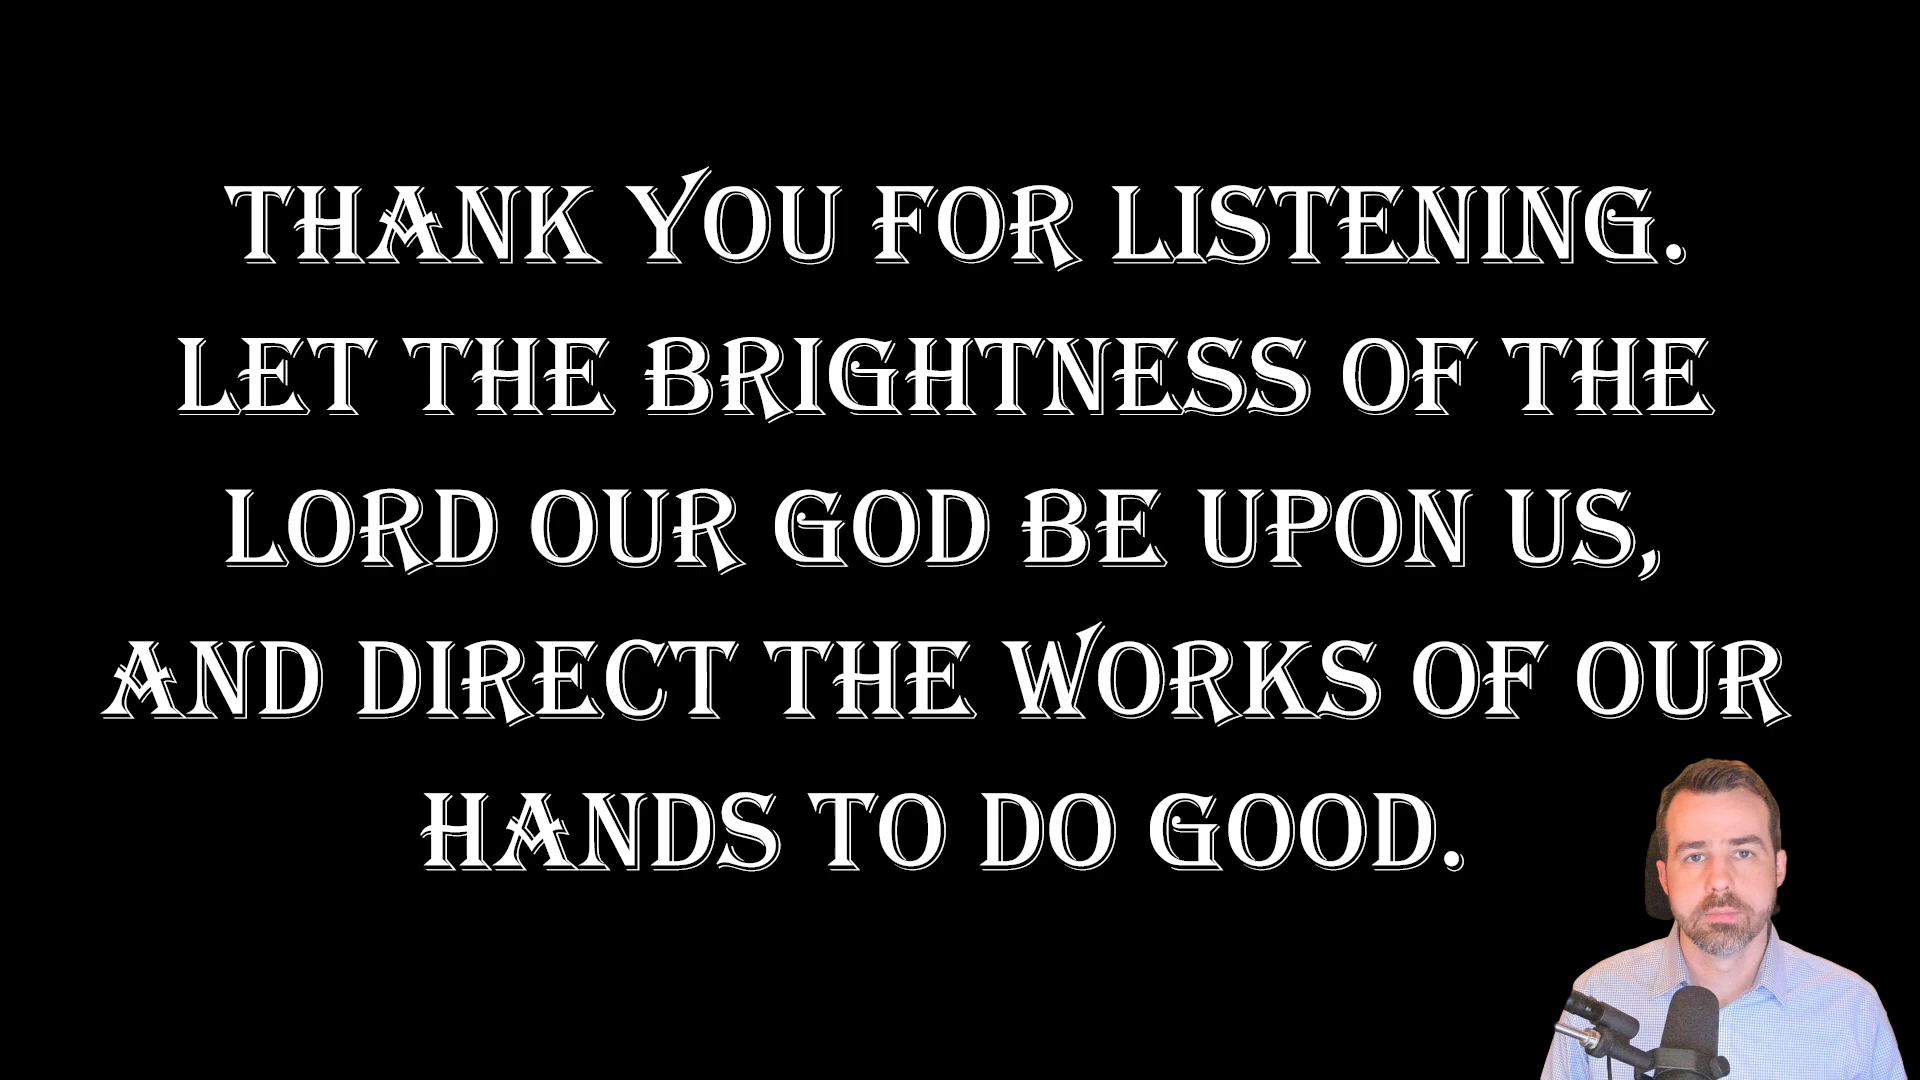 THANK YOU FOR LISTENING.
LET THE BRIGHTNESS OF THE
LORD OUR GOD BE UPON US,
AND DIRECT THE WORKS OF OUR
HANDS TO DO GOOD.